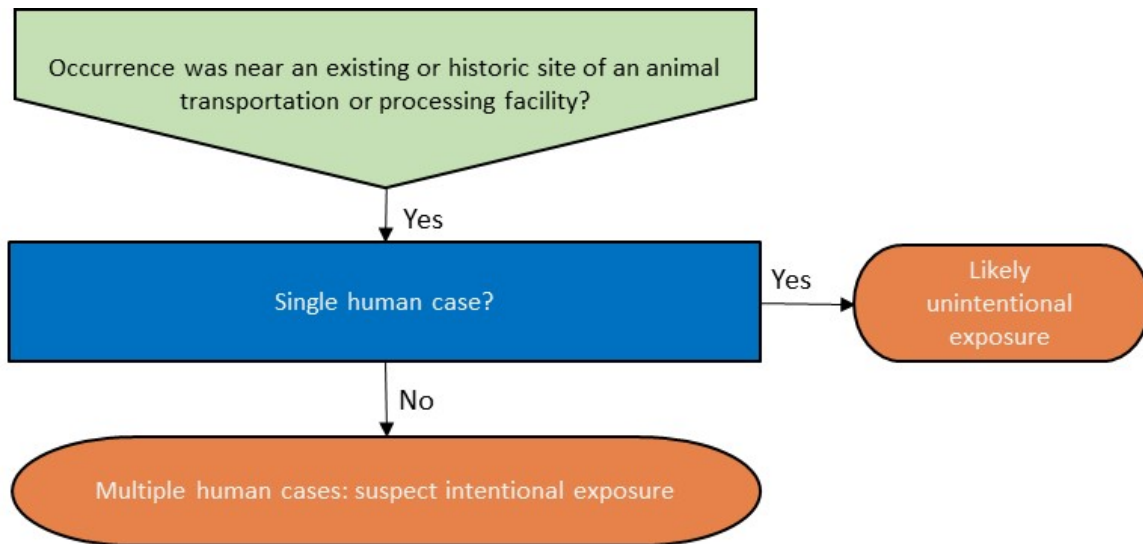 Occurrence was near an existing or historic site of an animal
transportation or processing facility?
Yes
Single human case?
Yes
Likely
unintentional
exposure
No
Multiple human cases: suspect intentional exposure